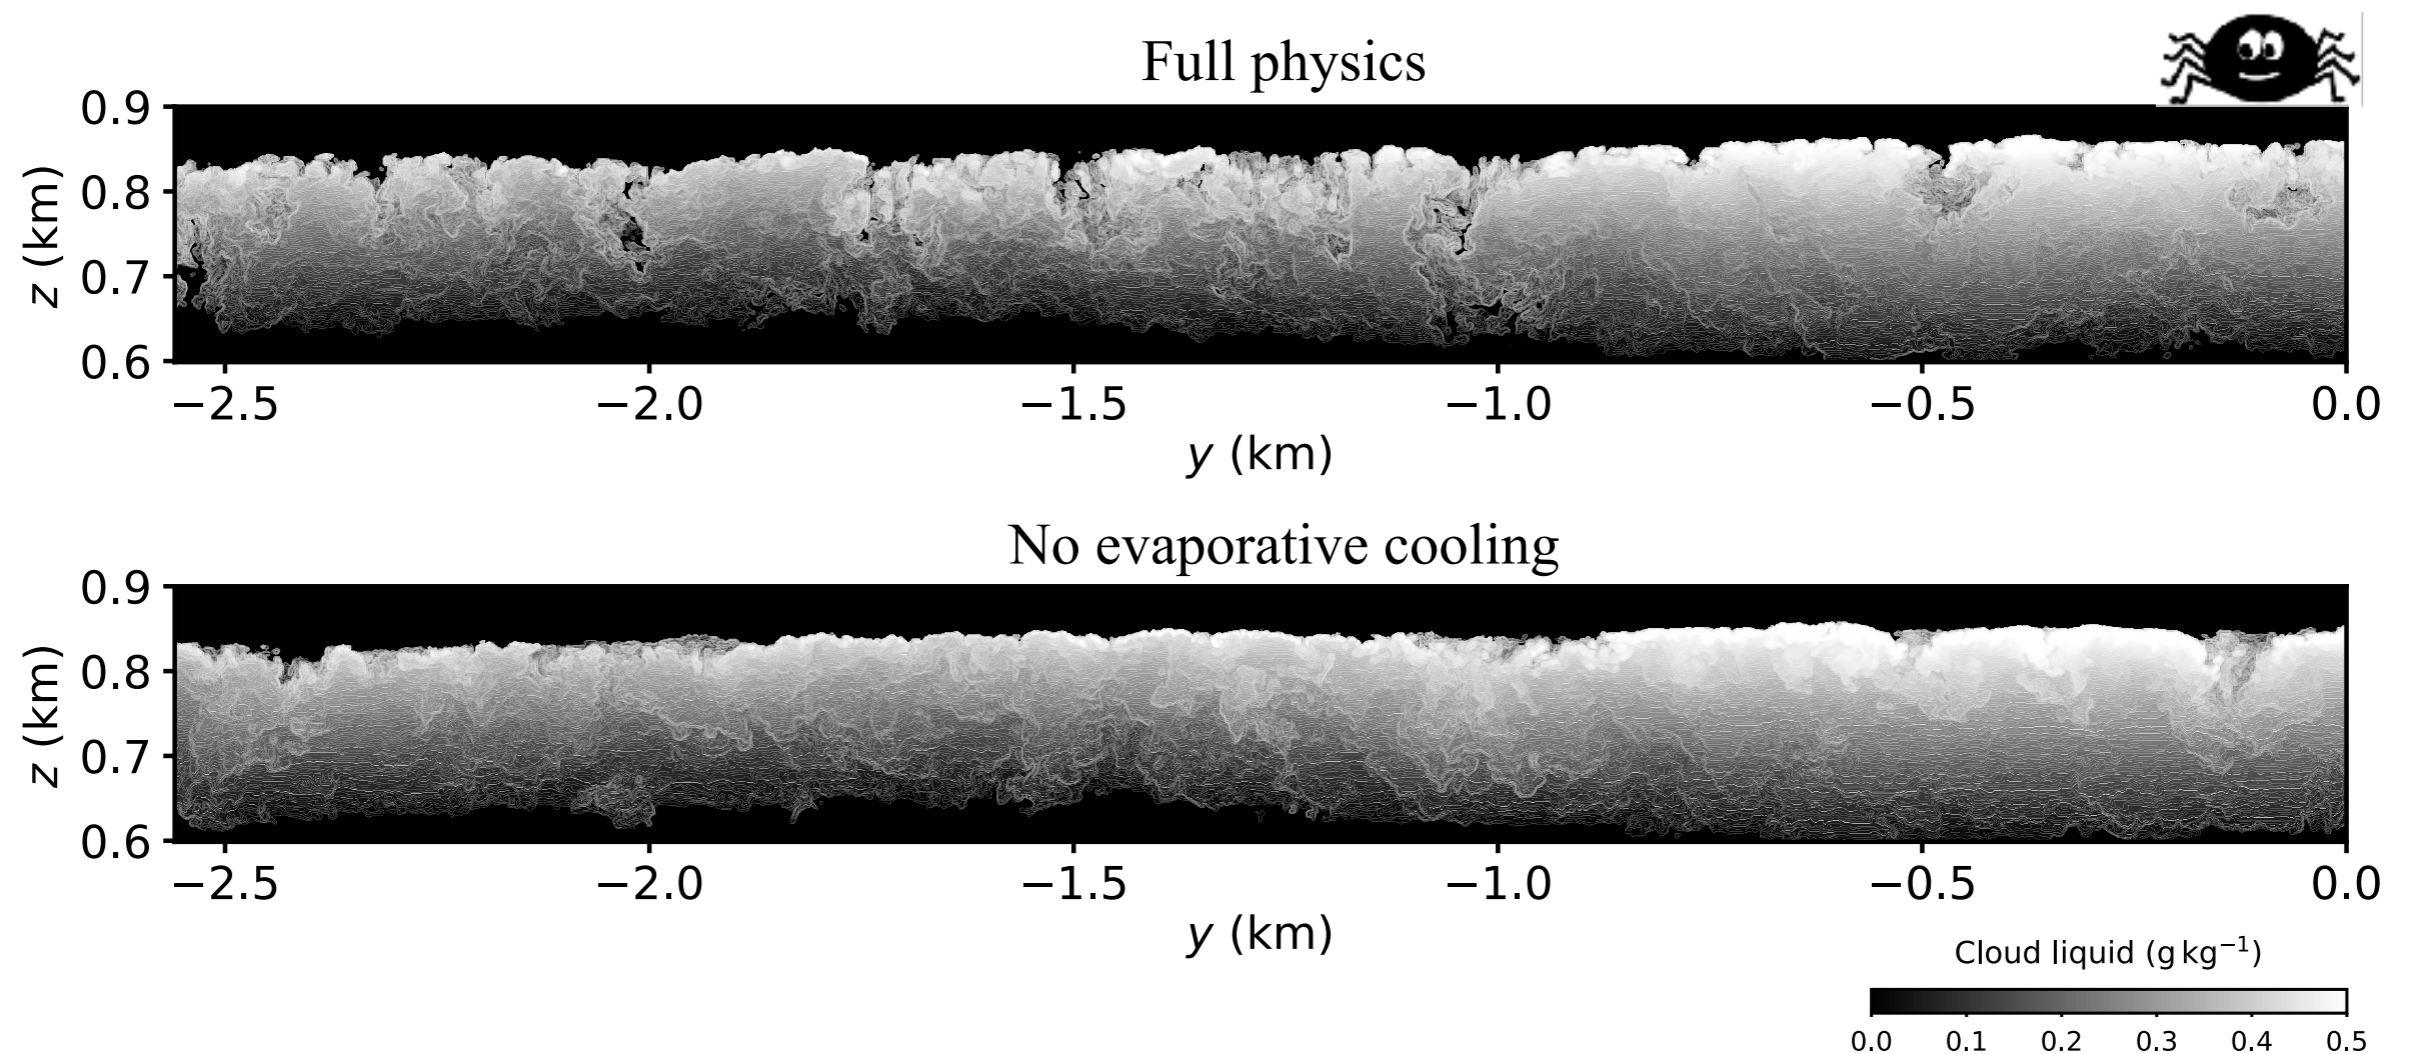 Full physics
0.9
0.8
0.7
0.6
z (km)
−2.5 −2.0 −1.5 −1.0 −0.5 0.0
y (km)
No evaporative cooling
0.9
0.8
0.7
0.6
z (km)
−2.5 −2.0 −1.5 −1.0 −0.5 0.0
y (km)
Cloud liquid (g kg⁻¹)
0.0 0.1 0.2 0.3 0.4 0.5